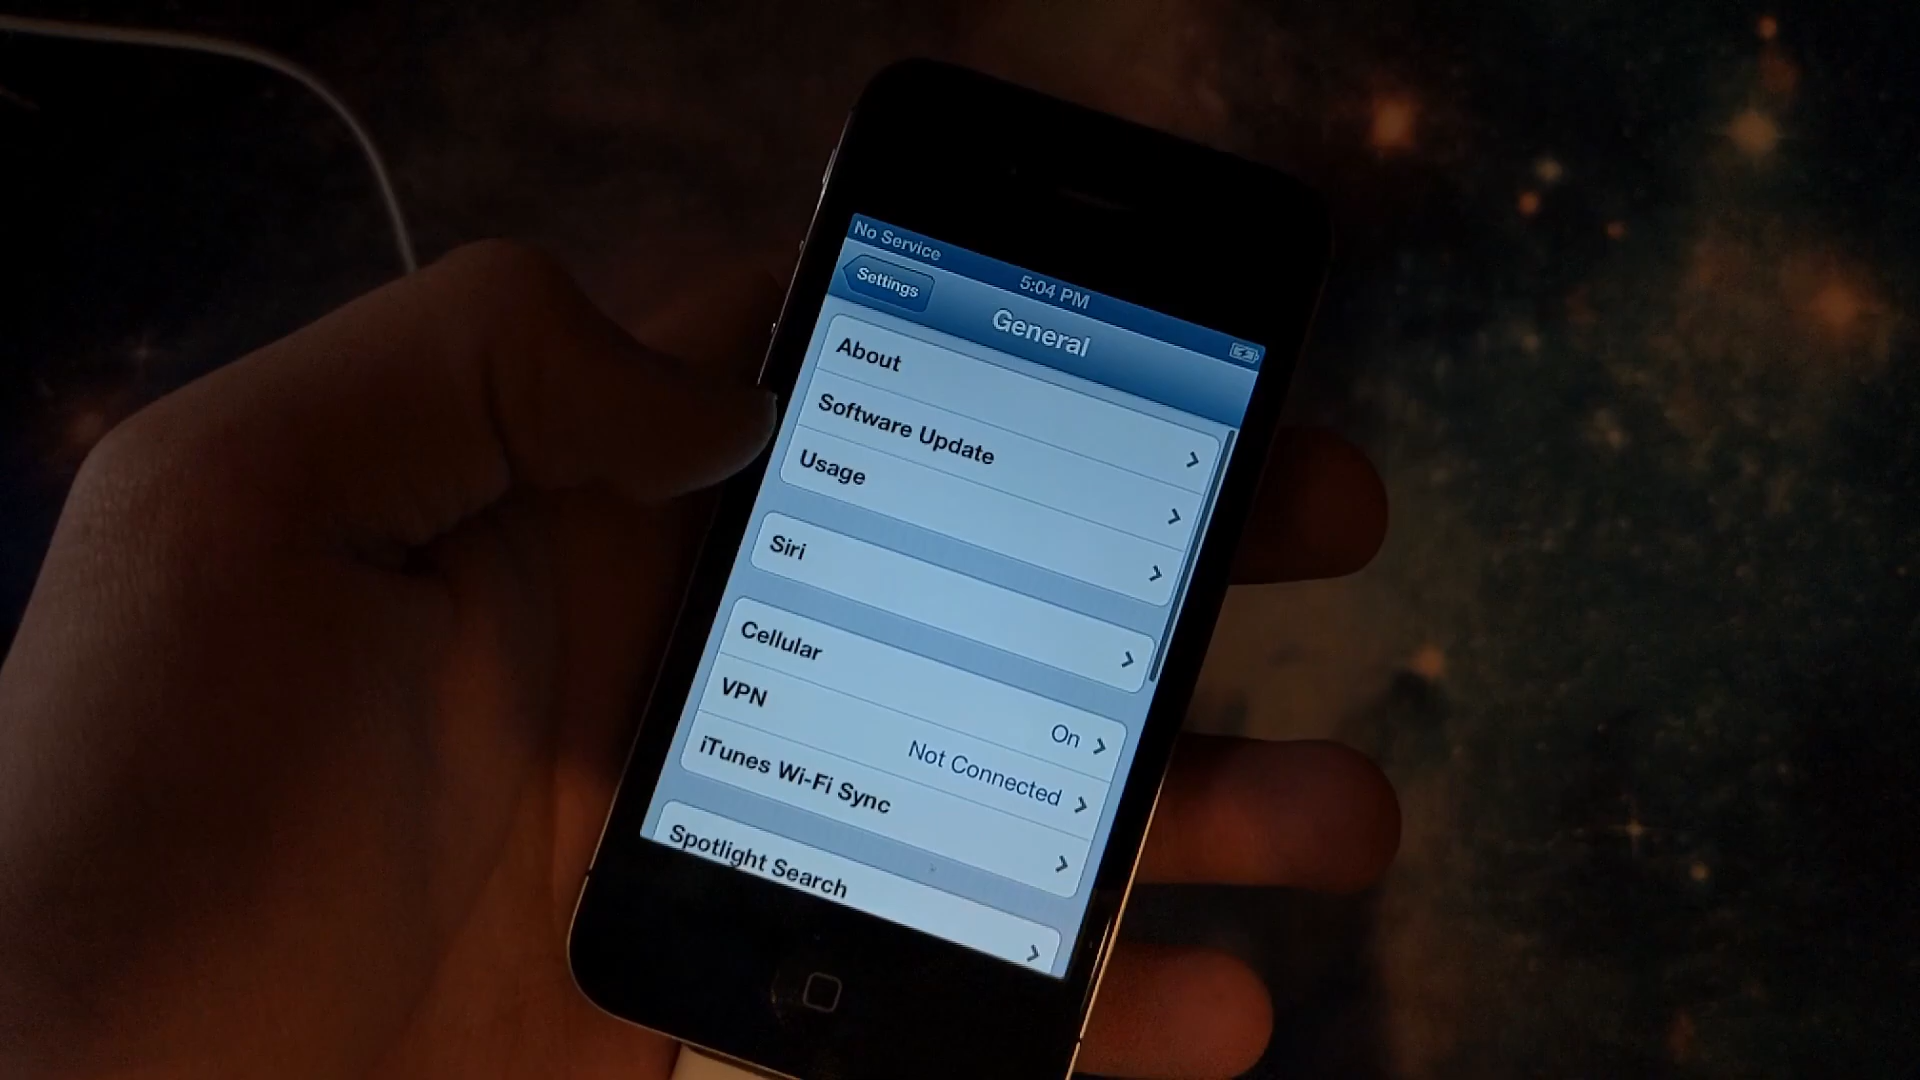 No Service
5:04 PM
Settings
General
About
Software Update
Usage
Siri
Cellular
On
VPN
Not Connected
iTunes Wi-Fi Sync
Spotlight Search